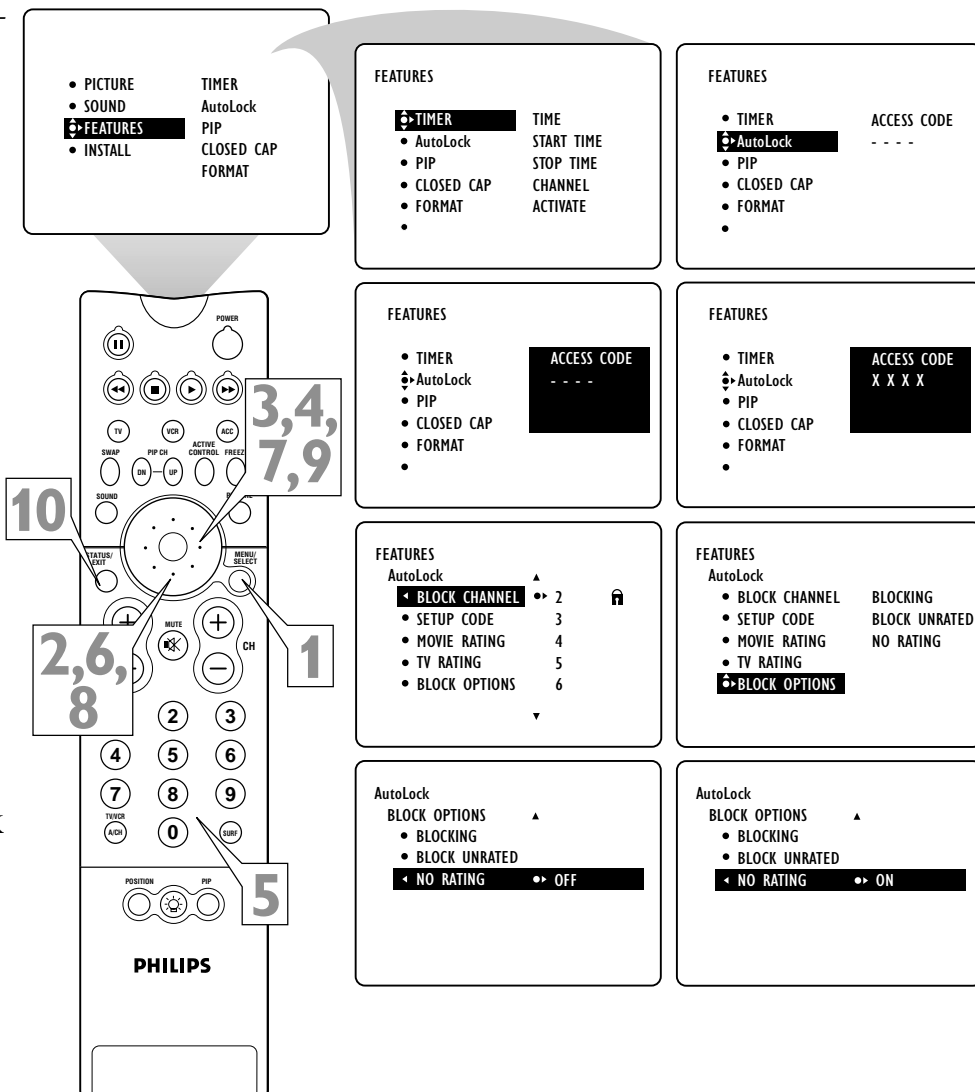 PICTURE TIMER
SOUND AutoLock
FEATURES PIP
INSTALL CLOSED CAP
FORMAT
FEATURES
TIMER TIME
AutoLock START TIME
PIP STOP TIME
CLOSED CAP CHANNEL
FORMAT ACTIVATE
FEATURES
TIMER ACCESS CODE
AutoLock - - - -
PIP
CLOSED CAP
FORMAT
FEATURES
TIMER ACCESS CODE
AutoLock - - - -
PIP
CLOSED CAP
FORMAT
FEATURES
TIMER ACCESS CODE
AutoLock X X X X
PIP
CLOSED CAP
FORMAT
FEATURES
AutoLock
BLOCK CHANNEL 2
SETUP CODE 3
MOVIE RATING 4
TV RATING 5
BLOCK OPTIONS 6
FEATURES
AutoLock
BLOCK CHANNEL BLOCKING
SETUP CODE BLOCK UNRATED
MOVIE RATING NO RATING
TV RATING
BLOCK OPTIONS
AutoLock
BLOCK OPTIONS
BLOCKING
BLOCK UNRATED
NO RATING OFF
AutoLock
BLOCK OPTIONS
BLOCKING
BLOCK UNRATED
NO RATING ON
POWER
TV VCR ACC
SWAP PIP CH ACTIVE CONTROL
DN UP
SOUND
STATUS/
EXIT
MENU/
SELECT
MUTE
CH
2 3
4 5 6
7 8 9
TV/VCR
A/CH 0 SURF
POSITION PIP
PHILIPS
3,4,
7,9
10
2,6,
8
1
5